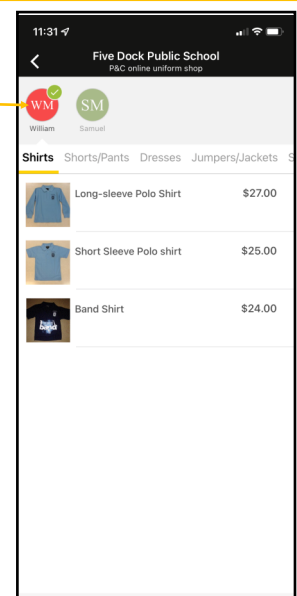 11:31
Five Dock Public School
P&C online uniform shop
WM
SM
William
Samuel
Shirts Shorts/Pants Dresses Jumpers/Jackets S
Long-sleeve Polo Shirt $27.00
Short Sleeve Polo shirt $25.00
Band Shirt $24.00
band